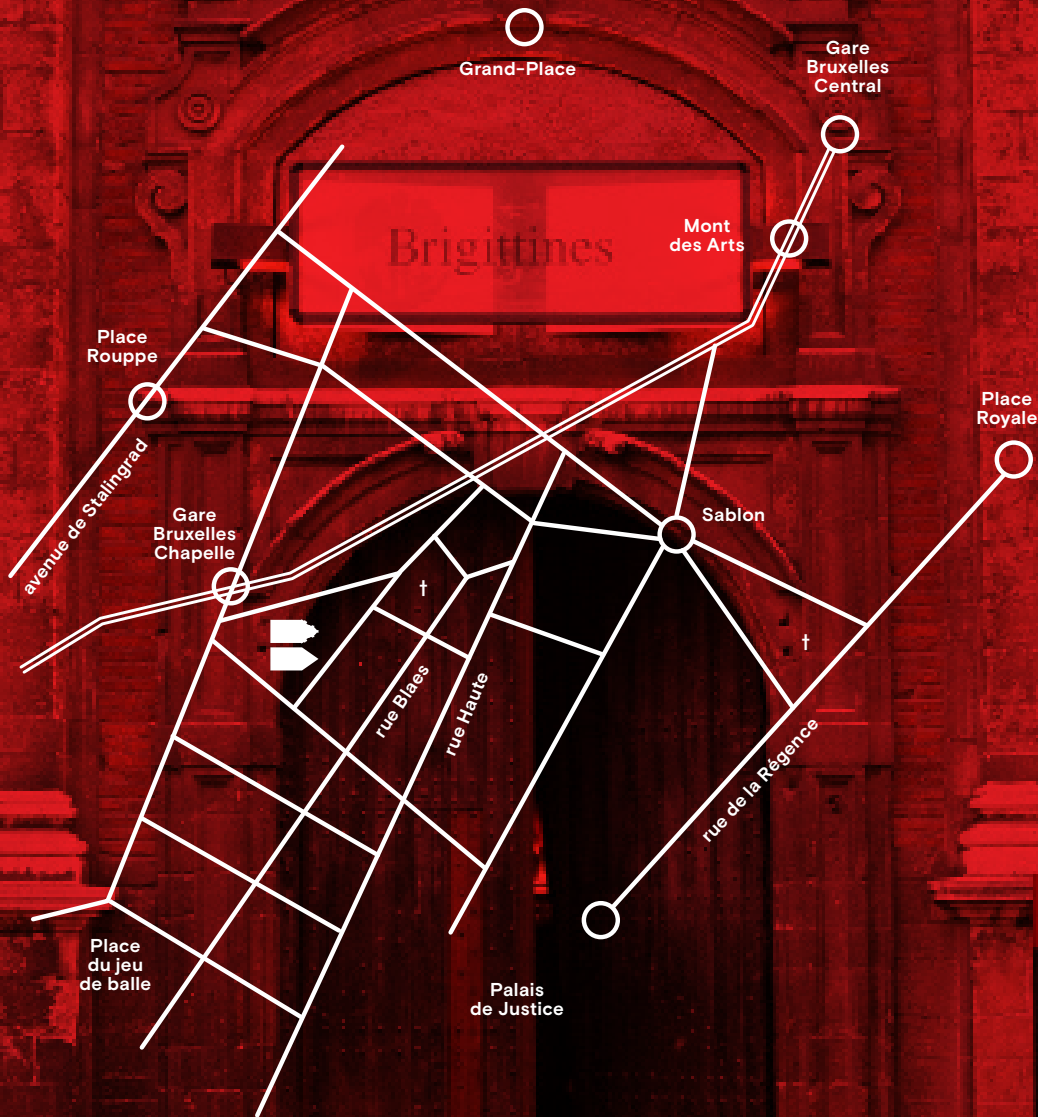 Grand-Place
Gare
Bruxelles
Central
Mont
des Arts
Brigittines
Place
Rouppe
Place
Royale
avenue de Stalingrad
Gare
Bruxelles
Chapelle
Sablon
†
†
rue Blaes
rue Haute
rue de la Régence
Place
du jeu
de balle
Palais
de Justice